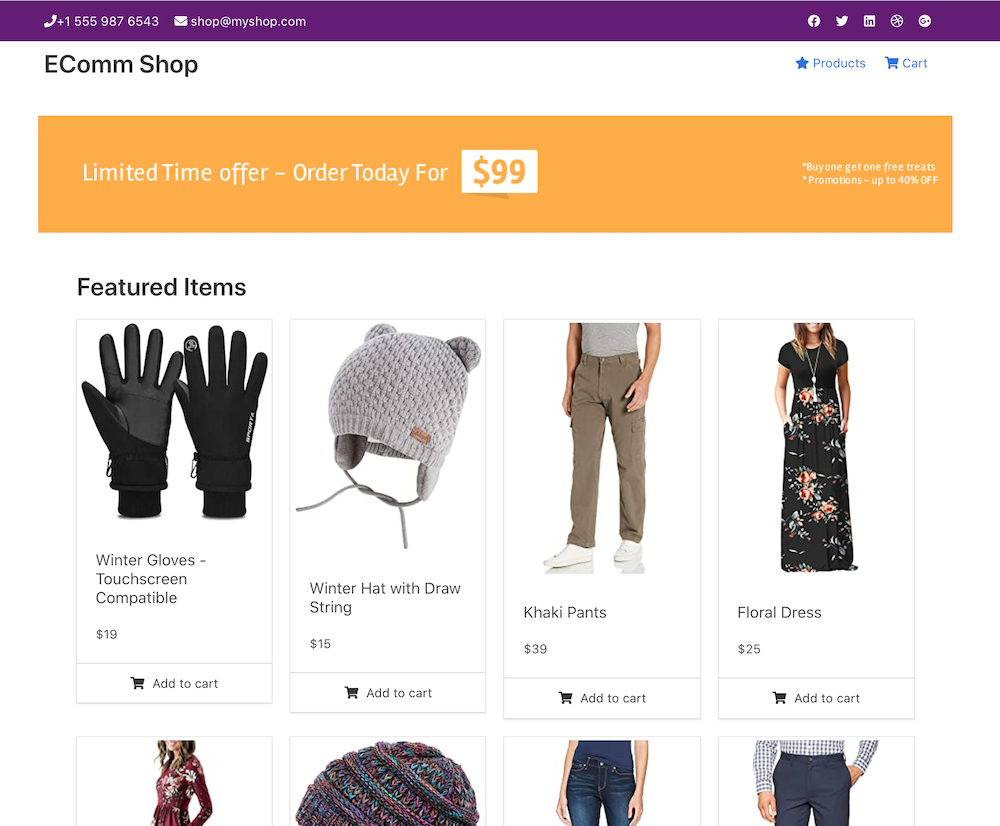 +1 555 987 6543 shop@myshop.com
EComm Shop
Products Cart
Limited Time offer – Order Today For $99
*Buy one get one free treats
* Promotions – up to 40% OFF
Featured Items
SPORTS
Winter Gloves -
Touchscreen
Compatible
$19
Add to cart
Winter Hat with Draw
String
$15
Add to cart
Khaki Pants
$39
Add to cart
Floral Dress
$25
Add to cart